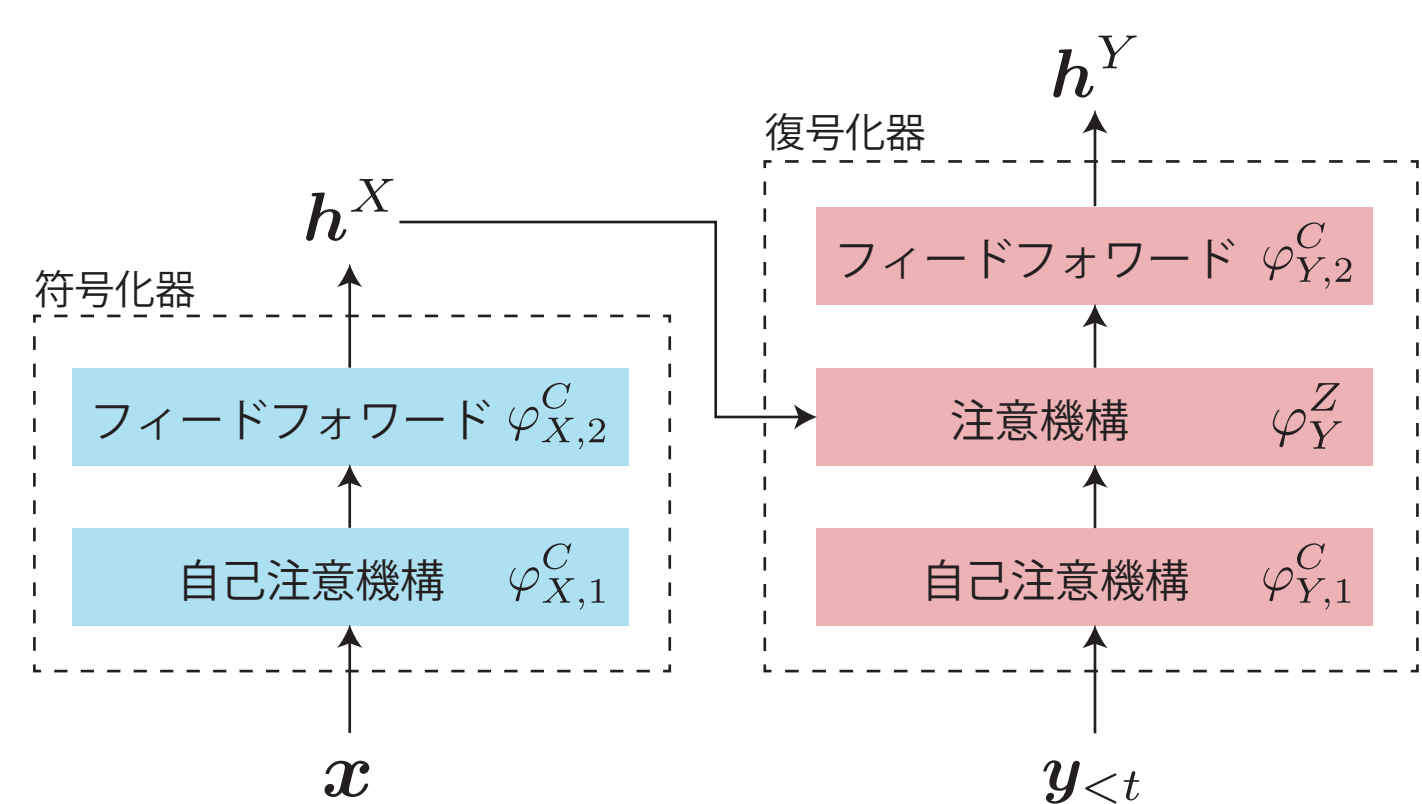 h^X
符号化器
フィードフォワード φ^C_{X,2}
自己注意機構 φ^C_{X,1}
x
h^Y
復号化器
フィードフォワード φ^C_{Y,2}
注意機構 φ^Z_Y
自己注意機構 φ^C_{Y,1}
y_{<t}